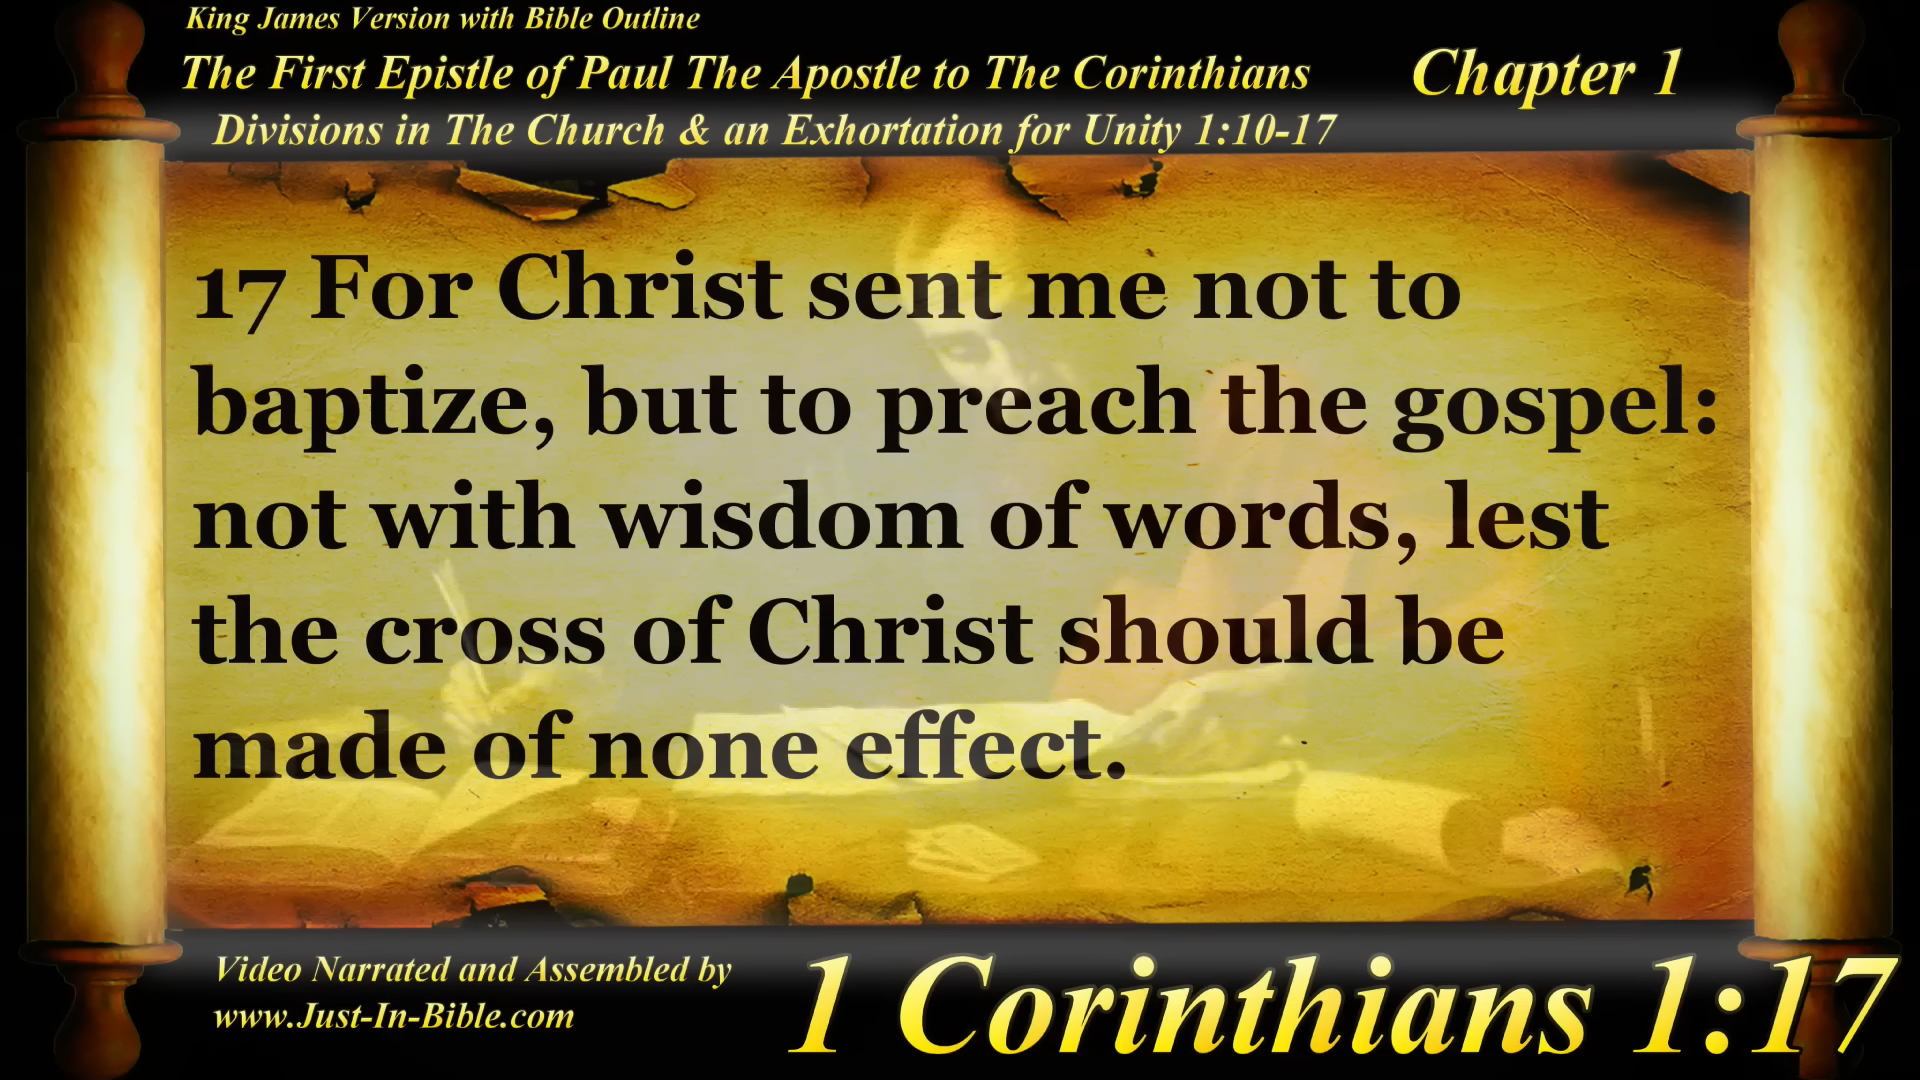 King James Version with Bible Outline
The First Epistle of Paul The Apostle to The Corinthians
Chapter 1
Divisions in The Church & an Exhortation for Unity 1:10-17
17 For Christ sent me not to
baptize, but to preach the gospel:
not with wisdom of words, lest
the cross of Christ should be
made of none effect.
Video Narrated and Assembled by
www.Just-In-Bible.com
1 Corinthians 1:17